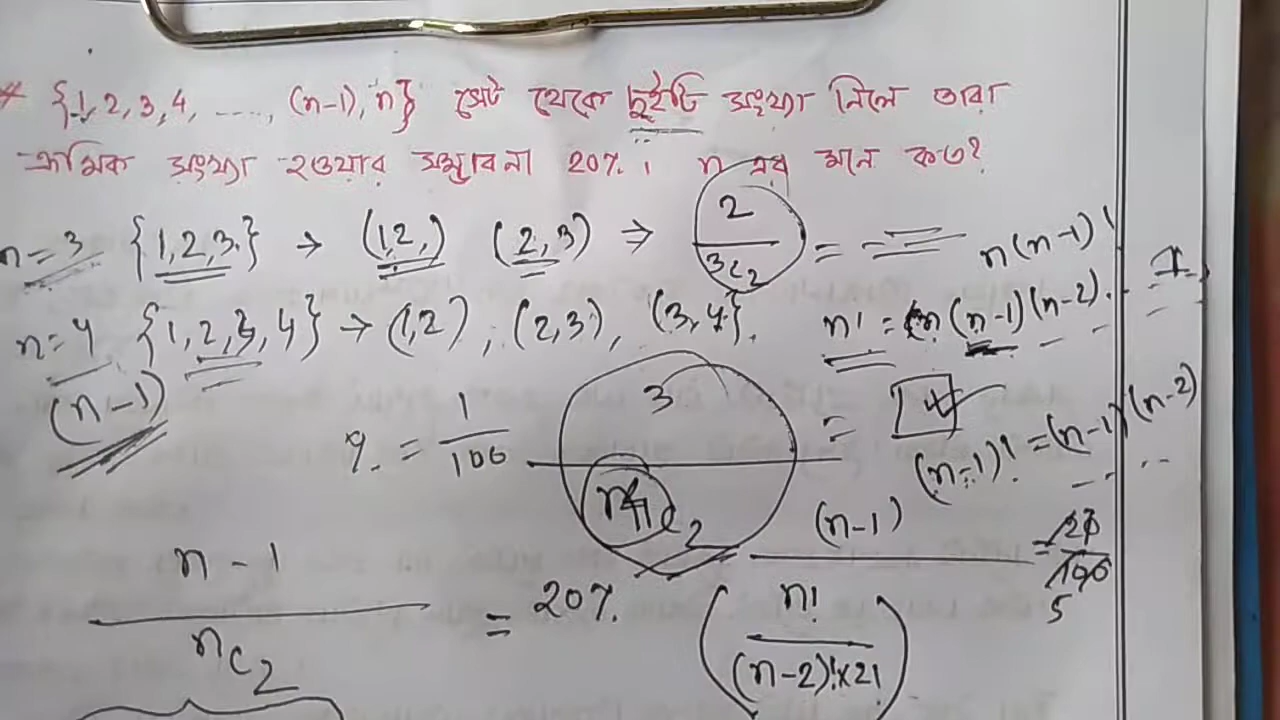 * {1, 2, 3, 4, ...., (n-1), n} সেট থেকে দুইটি সংখ্যা নিলে তারা
ক্রমিক সংখ্যা হওয়ার সম্ভাবনা 20%। n এর মান কত?
n=3 {1,2,3} → (1,2,) (2,3) ⇒ 2/3C2 = n(n-1)!
n=4 {1,2,3,4} → (1,2), (2,3), (3,4}. n! = n(n-1)(n-2)...1
(n-1) % = 1/100 3/4C2 = (n-1)! = (n-1)(n-2)
n-1/nC2 = 20% (n-1)/(n!/(n-2)!×2!) = 20/100
5